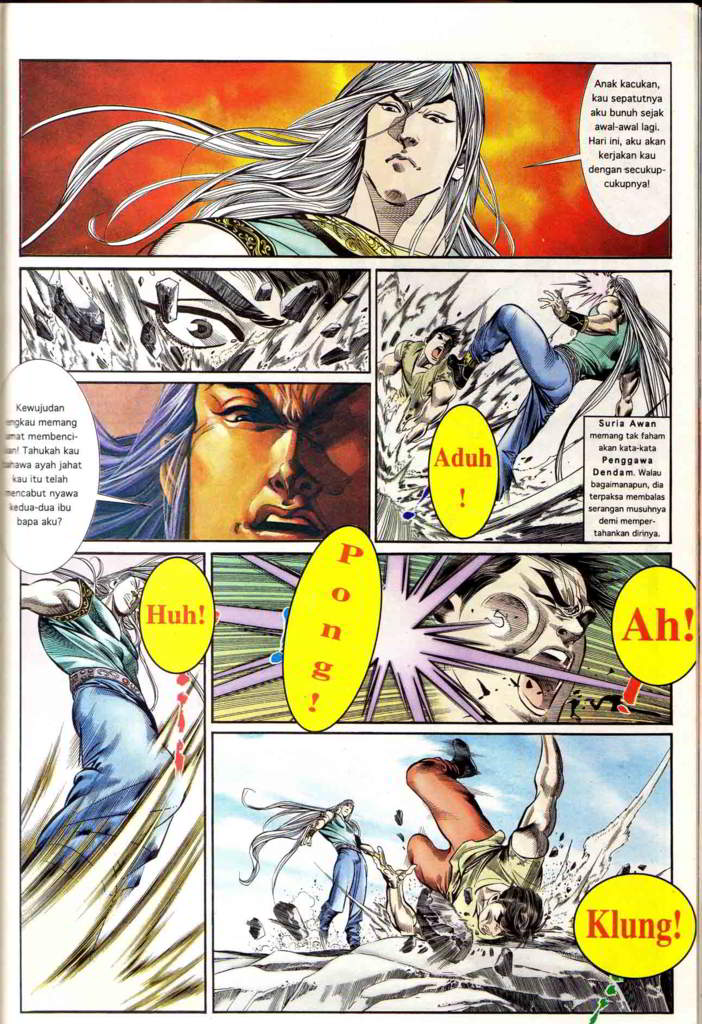 Anak kacukan,
kau sepatutnya
aku bunuh sejak
awal-awal lagi.
Hari ini, aku akan
kerjakan kau
dengan secukup-
cukupnya!
Aduh
!
Suria Awan
memang tak faham
akan kata-kata
Penggawa
Dendam. Walau
bagaimanapun, dia
terpaksa membalas
serangan musuhnya
demi memper-
tahankan dirinya.
Kewujudan
engkau memang
amat membenci-
kan! Tahukah kau
bahawa ayah jahat
kau itu telah
mencabut nyawa
kedua-dua ibu
bapa aku?
Huh!
Pong!
Ah!
Klung!